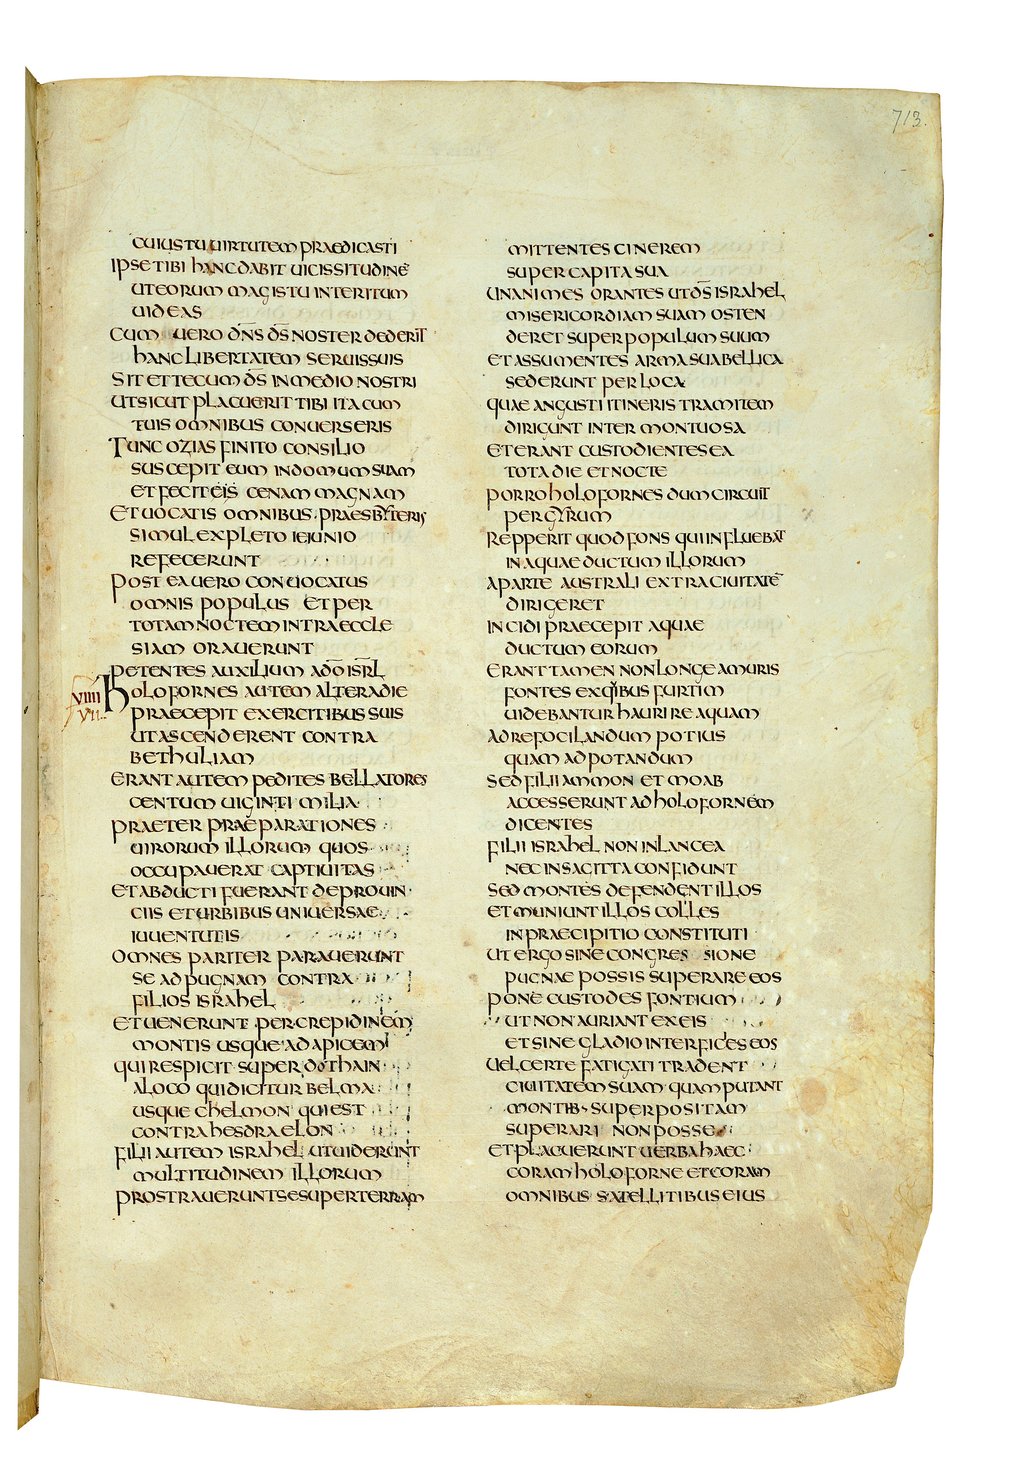 713.
cuius tu uirtutem praedicasti
ipse tibi hanc dabit uicissitudinē
ut eorum magis tu interitum
uideas
cum uero dn̄s d̄s noster dederit
hanc libertatem seruis suis
sit et tecum d̄s in medio nostri
ut sicut placuerit tibi ita cum
tuis omnibus conuerseris
Tunc ozias finito consilio
suscepit eum in domum suam
et fecit eis cenam magnam
et uocatis omnibus praesbyteris
simul expleto ieiunio
refecerunt
post ea uero conuocatus
omnis populus et per
totam noctem intra eccle
siam orauerunt
petentes auxilium a dō isrl̄
viiii holofornes autem altera die
vii. praecepit exercitibus suis
ut ascenderent contra
bethuliam
erant autem pedites bellatores
centum uiginti milia
praeter praeparationes
uirorum illorum quos
occupauerat captiuitas
et abducti fuerant de prouin
ciis et urbibus uniuersae
iuuentutis
omnes pariter parauerunt
se ad pugnam contra
filios israhel
et uenerunt per crepidinem
montis usque ad apicem
qui respicit super dothain
a loco qui dicitur belma
usque chelmon qui est
contra hesdraelon
filii autem israhel ut uiderunt
multitudinem illorum
prostrauerunt se super terram
mittentes cinerem
super capita sua
unanimes orantes ut d̄s israhel
misericordiam suam osten
deret super populum suum
et assumentes arma sua bellica
sederunt per loca
quae angusti itineris tramitem
dirigunt inter montuosa
et erant custodientes ea
tota die et nocte
porro holofornes dum circuit
per gyrum
repperit quod fons qui influebat
in aquaeductum illorum
a parte australi extra ciuitatē
dirigeret
incidi praecepit aquae
ductum eorum
erant tamen non longe a muris
fontes ex quibus furtim
uidebantur haurire aquam
ad refocilandum potius
quam ad potandum
sed filii ammon et moab
accesserunt ad holofornem
dicentes
filii israhel non in lancea
nec in sagitta confidunt
sed montes defendent illos
et muniunt illos colles
in praecipitio constituti
ut ergo sine congres sione
pugnae possis superare eos
pone custodes fontium
ut non auriant ex eis
et sine gladio interficies eos
uel certe fatigati tradent
ciuitatem suam quam putant
montibus superpositam
superari non posse
et placuerunt uerba haec
coram holoforne et coram
omnibus satellitibus eius